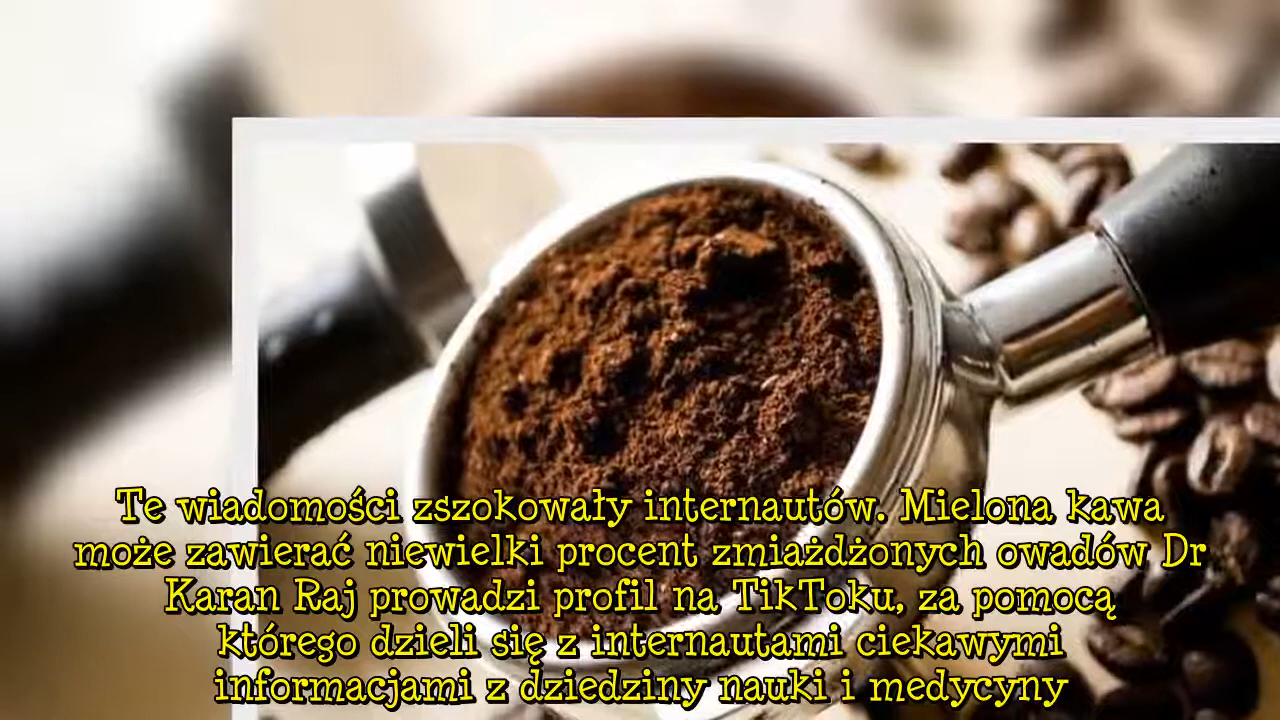 Te wiadomości zszokowały internautów. Mielona kawa
może zawierać niewielki procent zmiażdżonych owadów Dr
Karan Raj prowadzi profil na TikToku, za pomocą
którego dzieli się z internautami ciekawymi
informacjami z dziedziny nauki i medycyny